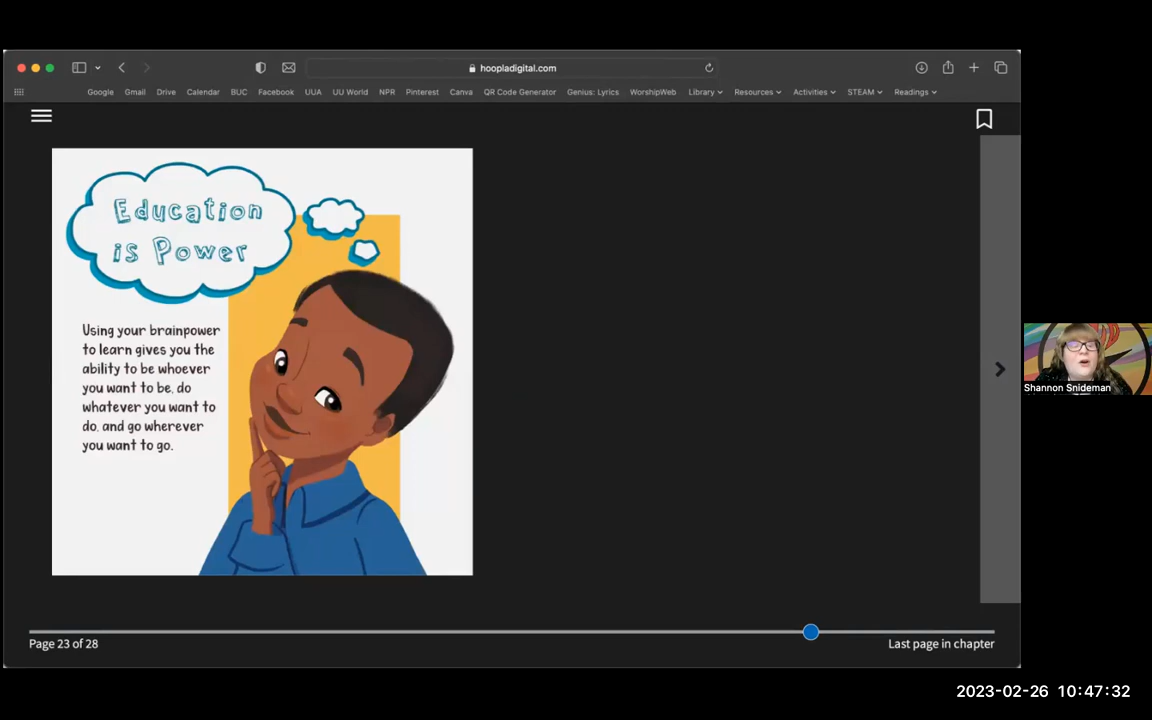 hoopladigital.com
Google Gmail Drive Calendar BUC Facebook UUA UU World NPR Pinterest Canva QR Code Generator Genius: Lyrics WorshipWeb Library Resources Activities STEAM Readings
Education
is Power
Using your brainpower
to learn gives you the
ability to be whoever
you want to be, do
whatever you want to
do, and go wherever
you want to go.
Shannon Snideman
Page 23 of 28
Last page in chapter
2023-02-26 10:47:32